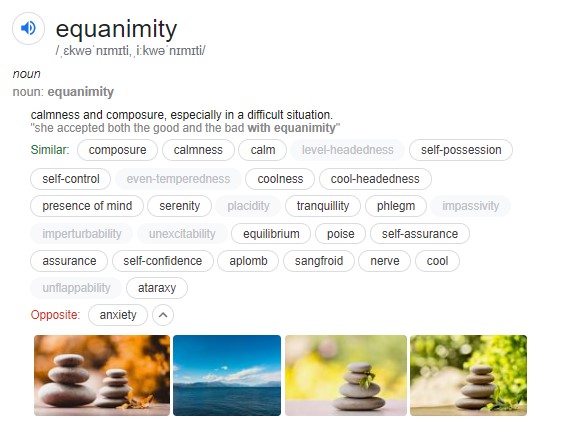 equanimity
/ˌɛkwəˈnɪmɪti,ˌiːkwəˈnɪmɪti/
noun
noun: equanimity
calmness and composure, especially in a difficult situation.
"she accepted both the good and the bad with equanimity"
Similar: composure calmness calm level-headedness self-possession
self-control even-temperedness coolness cool-headedness
presence of mind serenity placidity tranquillity phlegm impassivity
imperturbability unexcitability equilibrium poise self-assurance
assurance self-confidence aplomb sangfroid nerve cool
unflappability ataraxy
Opposite: anxiety